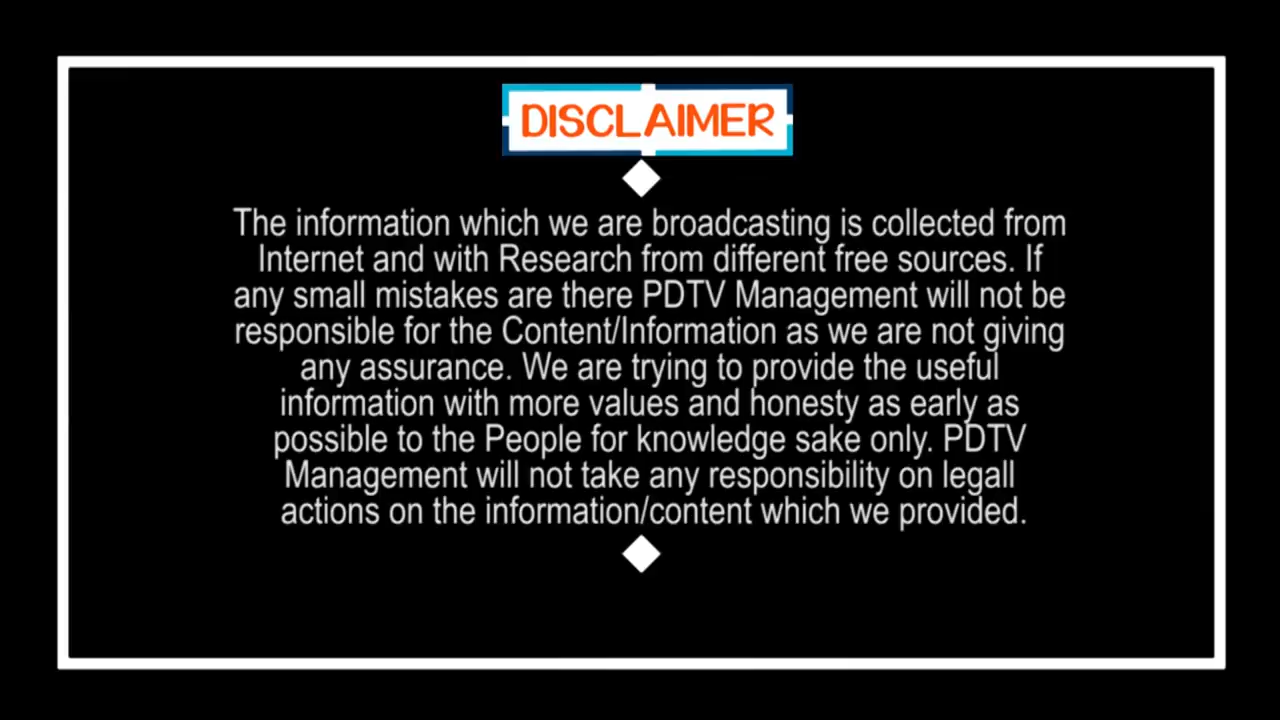 DISCLAIMER
The information which we are broadcasting is collected from
Internet and with Research from different free sources. If
any small mistakes are there PDTV Management will not be
responsible for the Content/Information as we are not giving
any assurance. We are trying to provide the useful
information with more values and honesty as early as
possible to the People for knowledge sake only. PDTV
Management will not take any responsibility on legall
actions on the information/content which we provided.